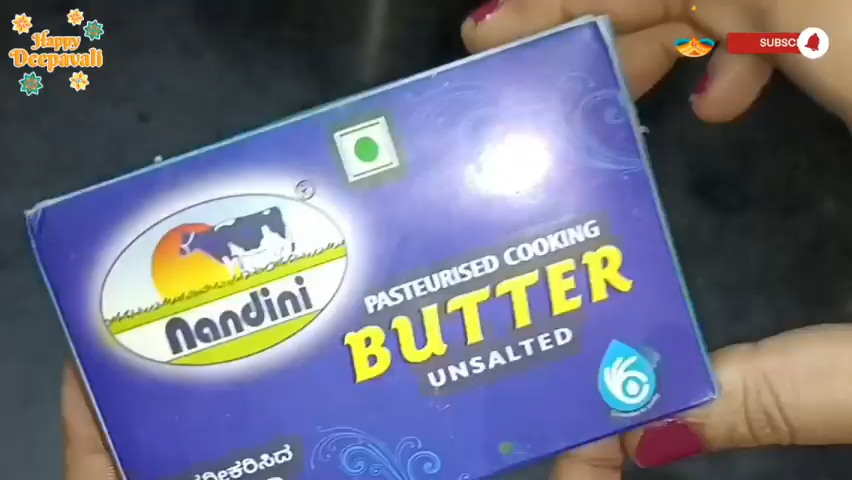 Happy
Deepavali
SUBSC
Nandini
PASTEURISED COOKING
BUTTER
UNSALTED